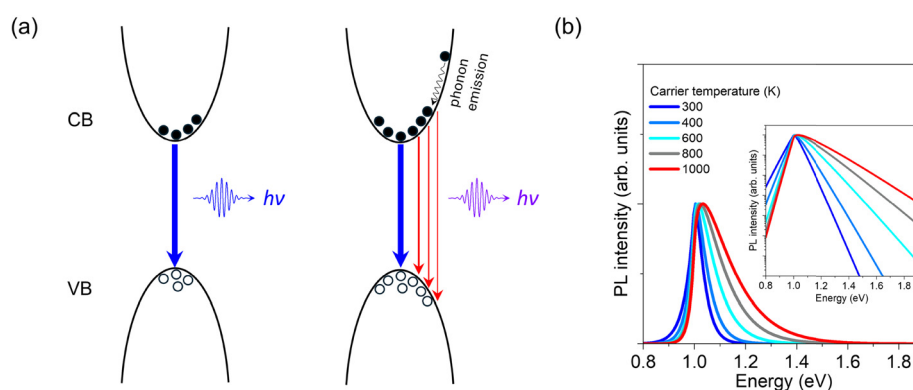 (a)
CB
VB
hν
phonon
emission
hν
(b)
PL intensity (arb. units)
Carrier temperature (K)
300
400
600
800
1000
PL intensity (arb. units)
0.8 1.0 1.2 1.4 1.6 1.8
Energy (eV)
0.8 1.0 1.2 1.4 1.6 1.8
Energy (eV)